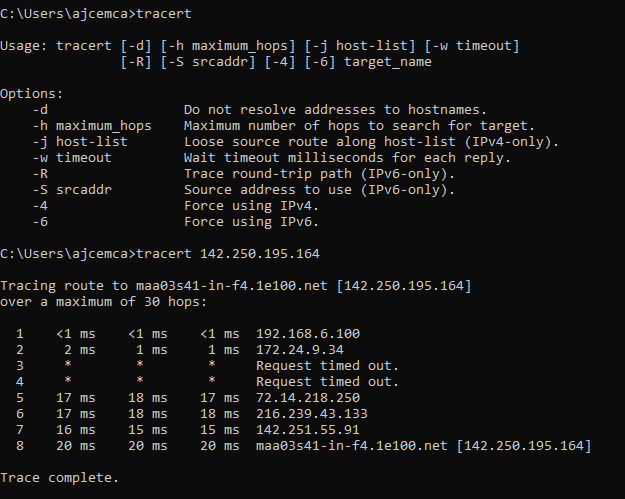 C:\Users\ajcemca>tracert
Usage: tracert [-d] [-h maximum_hops] [-j host-list] [-w timeout]
               [-R] [-S srcaddr] [-4] [-6] target_name
Options:
    -d                 Do not resolve addresses to hostnames.
    -h maximum_hops    Maximum number of hops to search for target.
    -j host-list       Loose source route along host-list (IPv4-only).
    -w timeout         Wait timeout milliseconds for each reply.
    -R                 Trace round-trip path (IPv6-only).
    -S srcaddr         Source address to use (IPv6-only).
    -4                 Force using IPv4.
    -6                 Force using IPv6.
C:\Users\ajcemca>tracert 142.250.195.164
Tracing route to maa03s41-in-f4.1e100.net [142.250.195.164]
over a maximum of 30 hops:
  1    <1 ms    <1 ms    <1 ms  192.168.6.100
  2     2 ms     1 ms     1 ms  172.24.9.34
  3     *        *        *     Request timed out.
  4     *        *        *     Request timed out.
  5    17 ms    18 ms    17 ms  72.14.218.250
  6    17 ms    18 ms    18 ms  216.239.43.133
  7    16 ms    15 ms    15 ms  142.251.55.91
  8    20 ms    20 ms    20 ms  maa03s41-in-f4.1e100.net [142.250.195.164]
Trace complete.